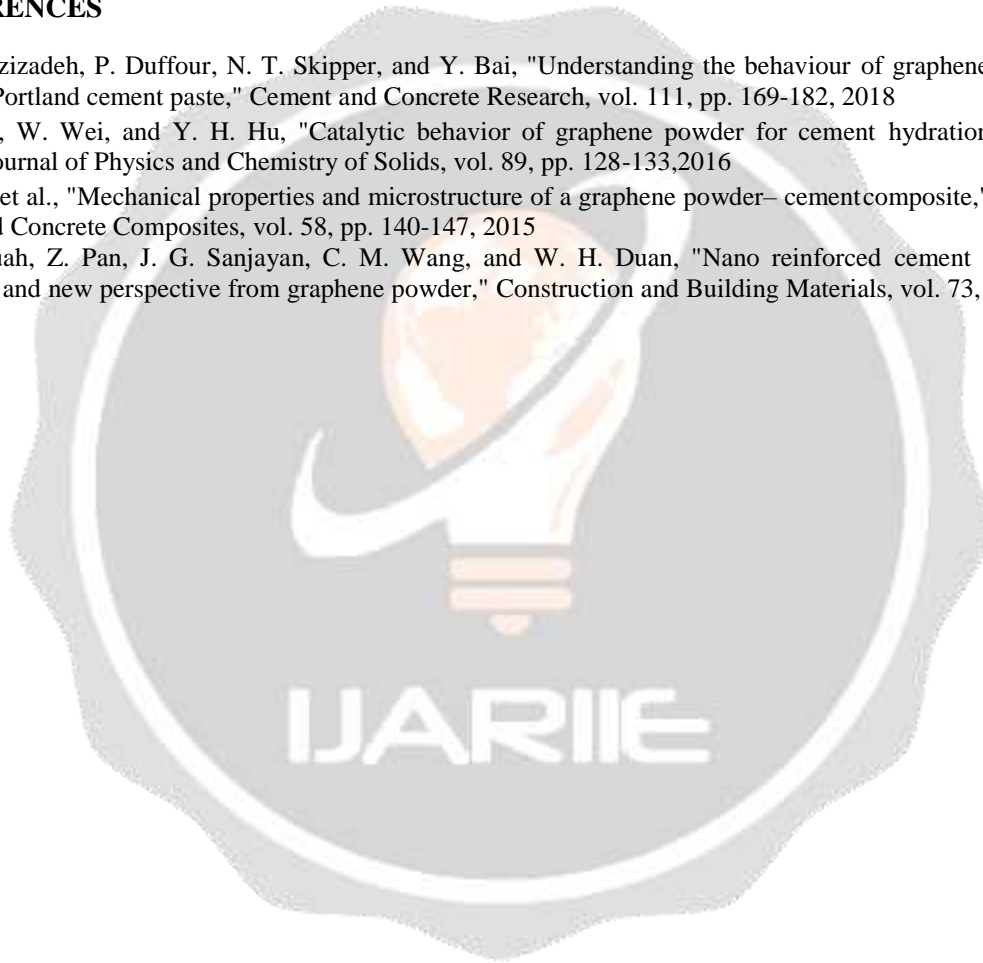 RENCES
zizadeh, P. Duffour, N. T. Skipper, and Y. Bai, "Understanding the behaviour of graphene
Portland cement paste," Cement and Concrete Research, vol. 111, pp. 169-182, 2018
, W. Wei, and Y. H. Hu, "Catalytic behavior of graphene powder for cement hydration
ournal of Physics and Chemistry of Solids, vol. 89, pp. 128-133,2016
et al., "Mechanical properties and microstructure of a graphene powder– cementcomposite,"
d Concrete Composites, vol. 58, pp. 140-147, 2015
uah, Z. Pan, J. G. Sanjayan, C. M. Wang, and W. H. Duan, "Nano reinforced cement
and new perspective from graphene powder," Construction and Building Materials, vol. 73,
IJARIIE